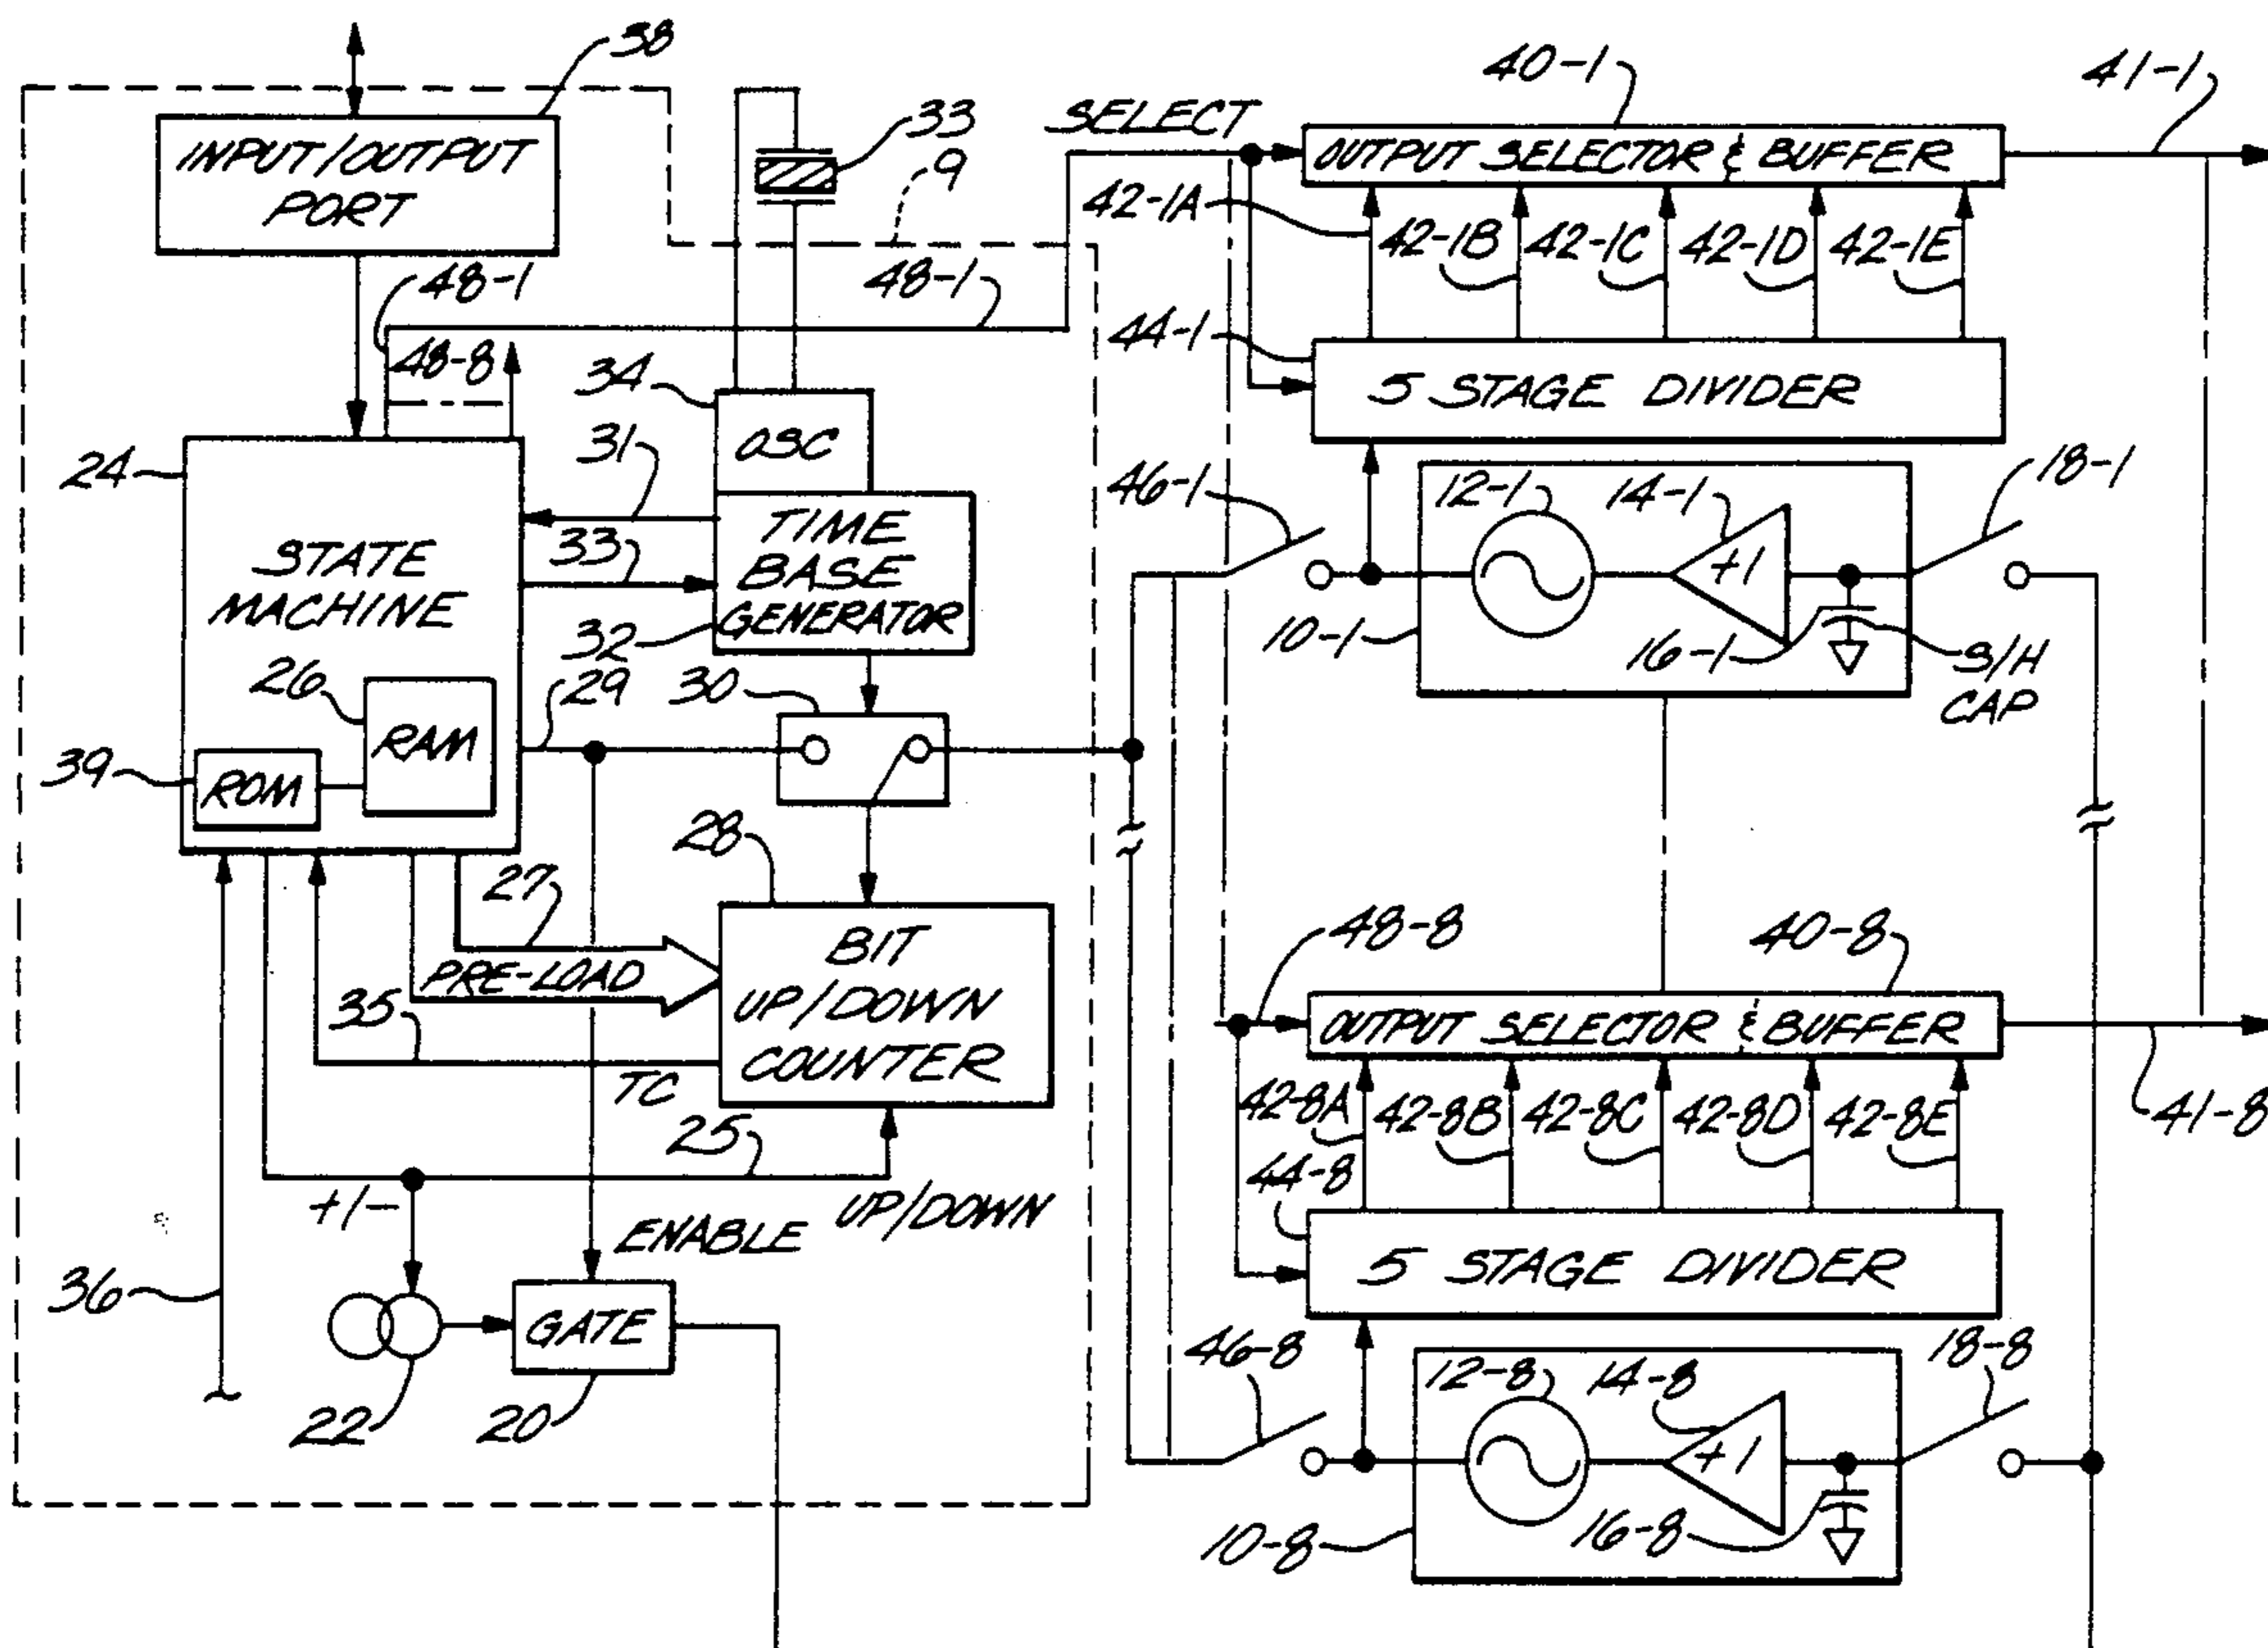 38
INPUT/OUTPUT
PORT
33
9
SELECT
40-1
OUTPUT SELECTOR & BUFFER
41-1
42-1A
42-1B
42-1C
42-1D
42-1E
48-1
48-1
48-8
44-1
5 STAGE DIVIDER
34
OSC
31
33
TIME
BASE
GENERATOR
32
24
STATE
MACHINE
26
RAM
39
ROM
29
30
46-1
12-1
14-1
+1
18-1
10-1
16-1
S/H
CAP
28
27
PRE-LOAD
BIT
UP/DOWN
COUNTER
35
TC
25
+/-
UP/DOWN
ENABLE
36
GATE
22
20
48-8
40-8
OUTPUT SELECTOR & BUFFER
41-8
42-8A
42-8B
42-8C
42-8D
42-8E
44-8
5 STAGE DIVIDER
46-8
12-8
14-8
+1
18-8
10-8
16-8